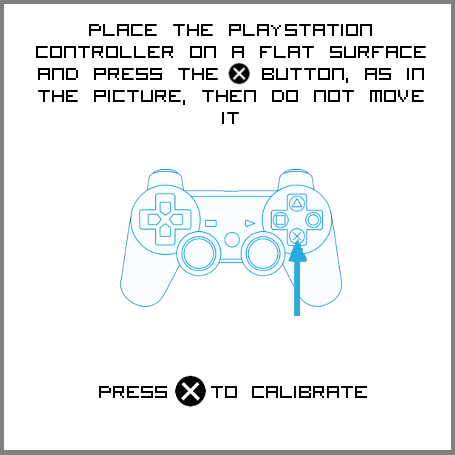 PLACE THE PLAYSTATION
CONTROLLER ON A FLAT SURFACE
AND PRESS THE X BUTTON, AS IN
THE PICTURE, THEN DO NOT MOVE
IT
PRESS X TO CALIBRATE